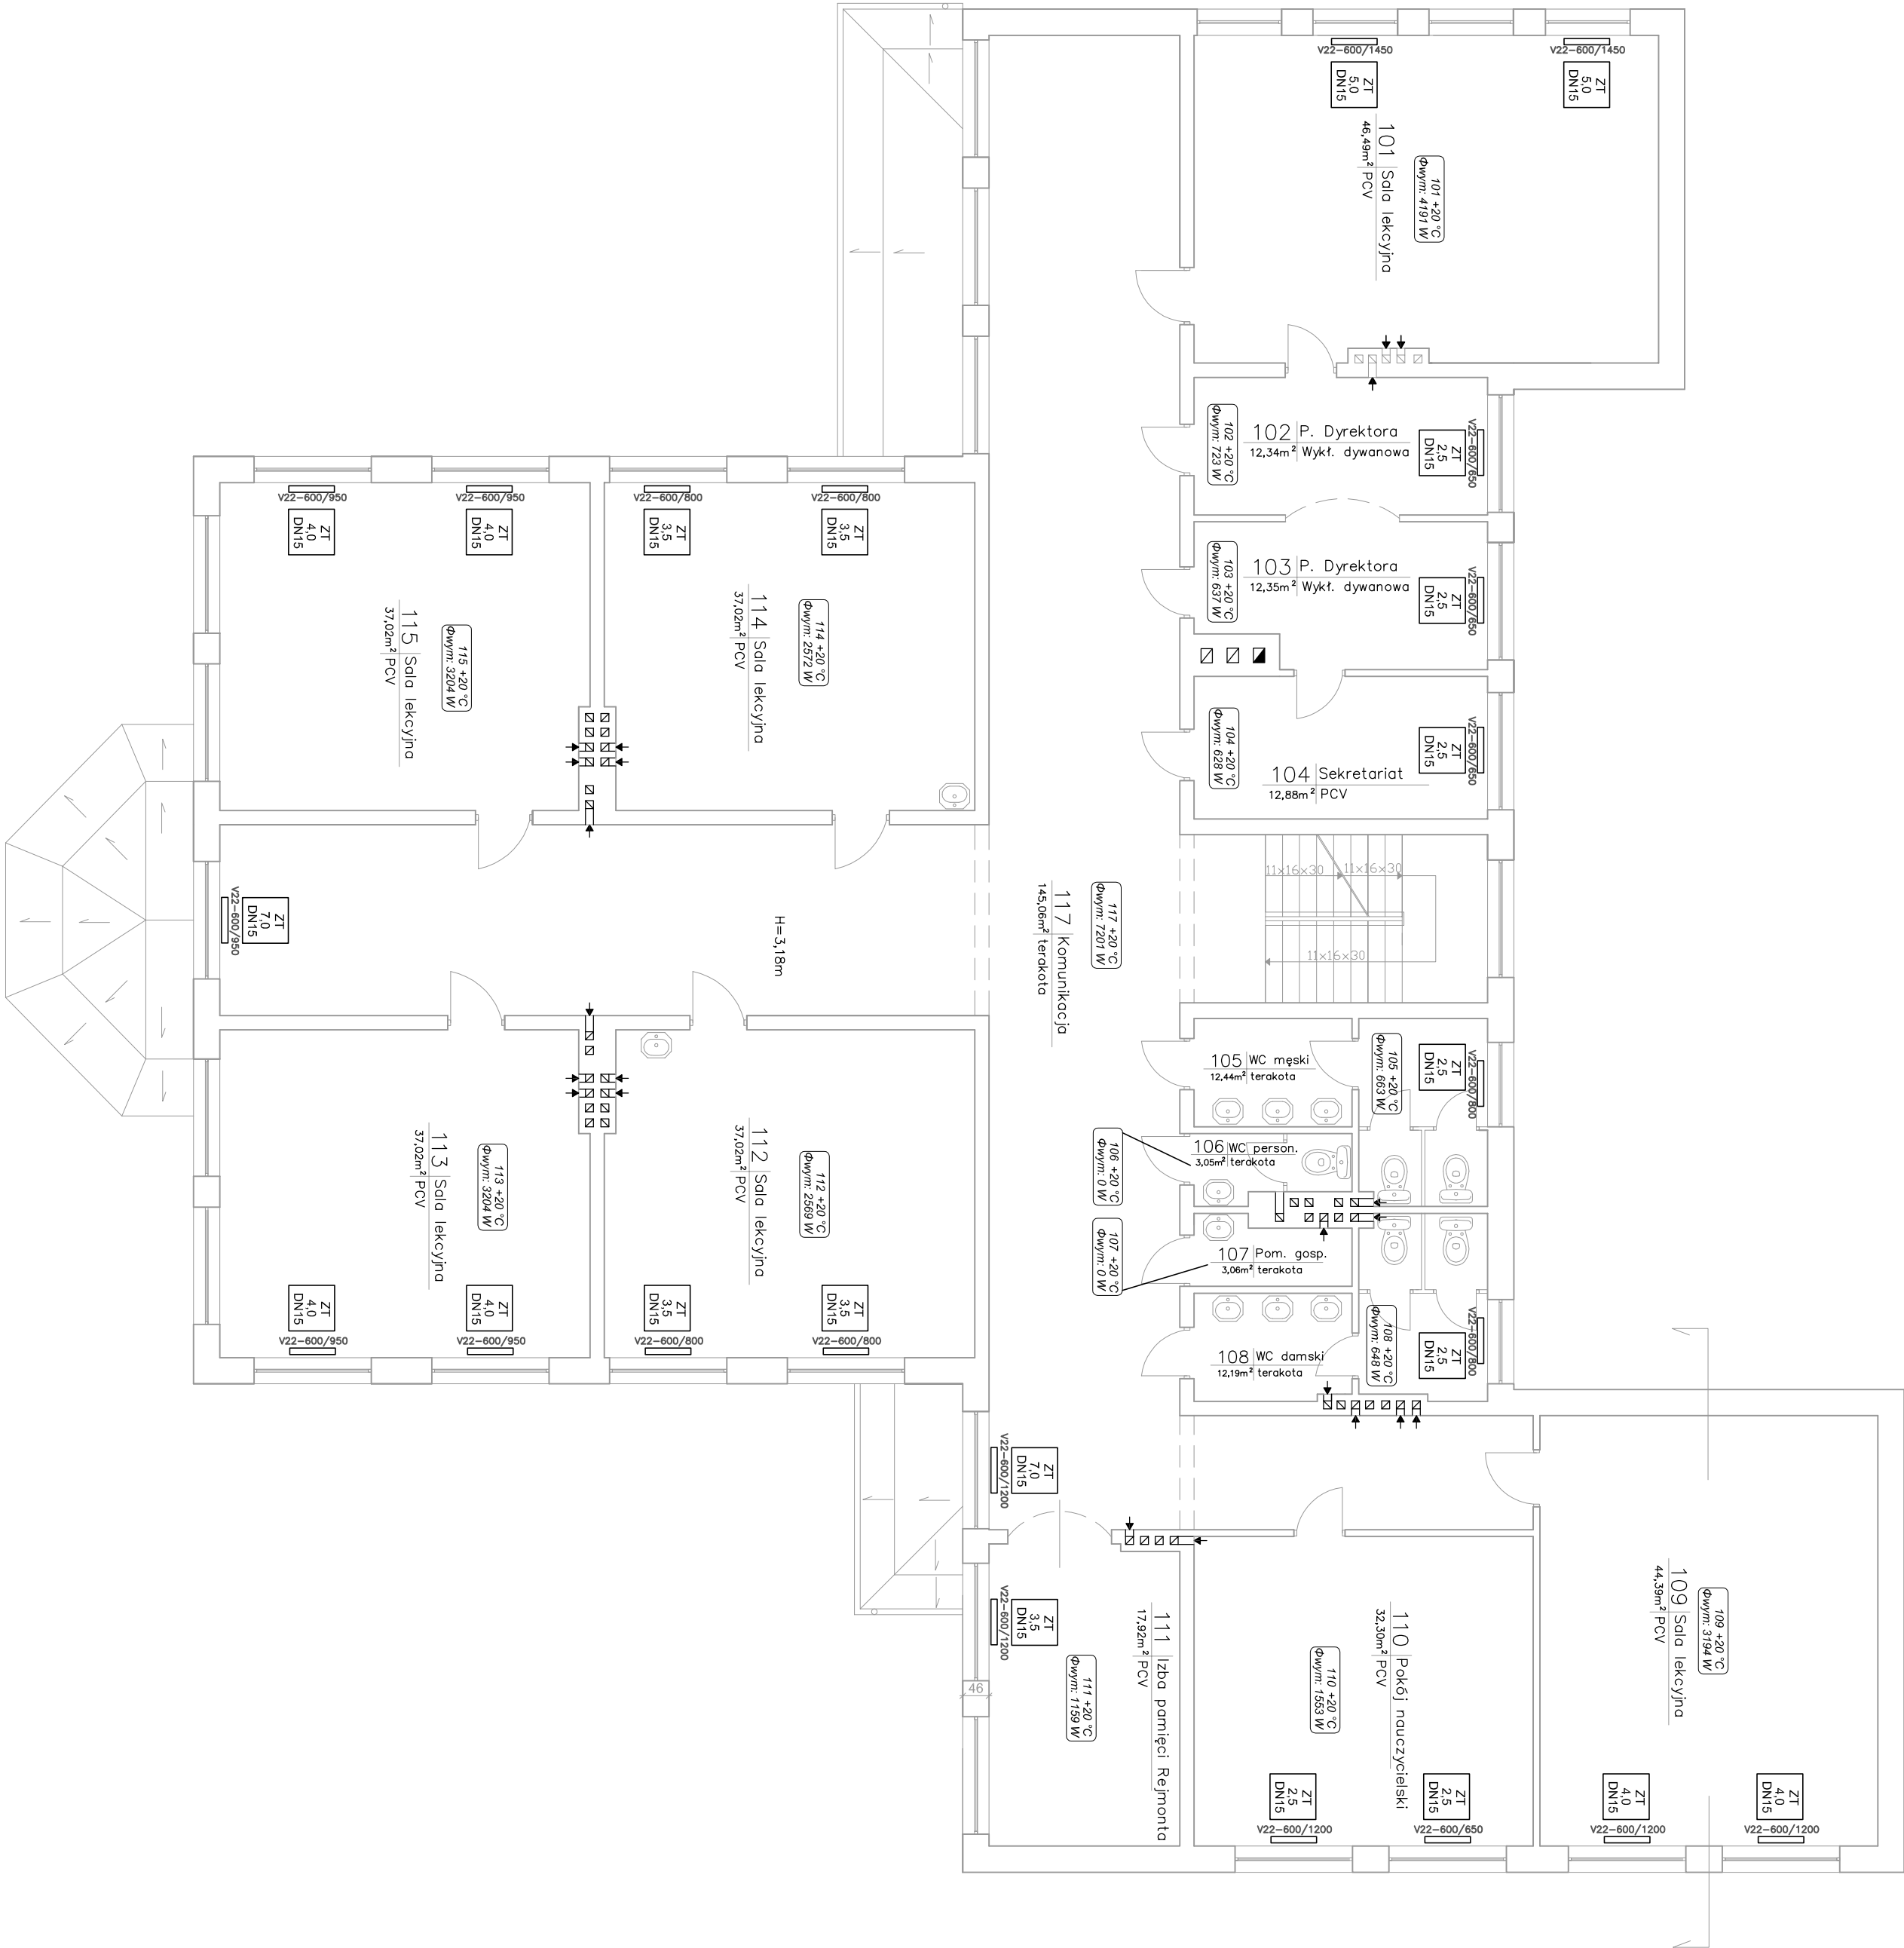 V22-600/1450
ZT
5,0
DN15
V22-600/1450
ZT
5,0
DN15
101 Sala lekcyjna
46,49m² PCV
101 +20 °C
Φwym: 4191 W
102 +20 °C
Φwym: 723 W
102 P. Dyrektora
12,34m² Wykł. dywanowa
ZT
2,5
DN15
V22-600/650
103 +20 °C
Φwym: 637 W
103 P. Dyrektora
12,35m² Wykł. dywanowa
ZT
2,5
DN15
V22-600/650
104 +20 °C
Φwym: 628 W
104 Sekretariat
12,88m² PCV
ZT
2,5
DN15
V22-600/650
V22-600/950
ZT
4,0
DN15
V22-600/950
ZT
4,0
DN15
115 Sala lekcyjna
37,02m² PCV
115 +20 °C
Φwym: 3204 W
V22-600/800
ZT
3,5
DN15
V22-600/800
ZT
3,5
DN15
114 Sala lekcyjna
37,02m² PCV
114 +20 °C
Φwym: 2572 W
11x16x30
11x16x30
11x16x30
V22-600/950
ZT
7,0
DN15
H=3,18m
117 Komunikacja
145,06m² terakota
117 +20 °C
Φwym: 7201 W
105 WC męski
12,44m² terakota
105 +20 °C
Φwym: 663 W
ZT
2,5
DN15
V22-600/800
106 WC person.
3,05m² terakota
106 +20 °C
Φwym: 0 W
107 Pom. gosp.
3,06m² terakota
107 +20 °C
Φwym: 0 W
108 WC damski
12,19m² terakota
108 +20 °C
Φwym: 648 W
ZT
2,5
DN15
V22-600/800
113 Sala lekcyjna
37,02m² PCV
113 +20 °C
Φwym: 3204 W
ZT
4,0
DN15
V22-600/950
ZT
4,0
DN15
V22-600/950
112 Sala lekcyjna
37,02m² PCV
112 +20 °C
Φwym: 2569 W
ZT
3,5
DN15
V22-600/800
ZT
3,5
DN15
V22-600/800
V22-600/1200
ZT
7,0
DN15
V22-600/1200
ZT
3,5
DN15
111 Izba pamięci Rejmonta
17,92m² PCV
111 +20 °C
Φwym: 1159 W
46
110 Pokój nauczycielski
32,30m² PCV
110 +20 °C
Φwym: 1553 W
ZT
2,5
DN15
V22-600/1200
ZT
2,5
DN15
V22-600/650
109 Sala lekcyjna
44,39m² PCV
109 +20 °C
Φwym: 3194 W
ZT
4,0
DN15
V22-600/1200
ZT
4,0
DN15
V22-600/1200